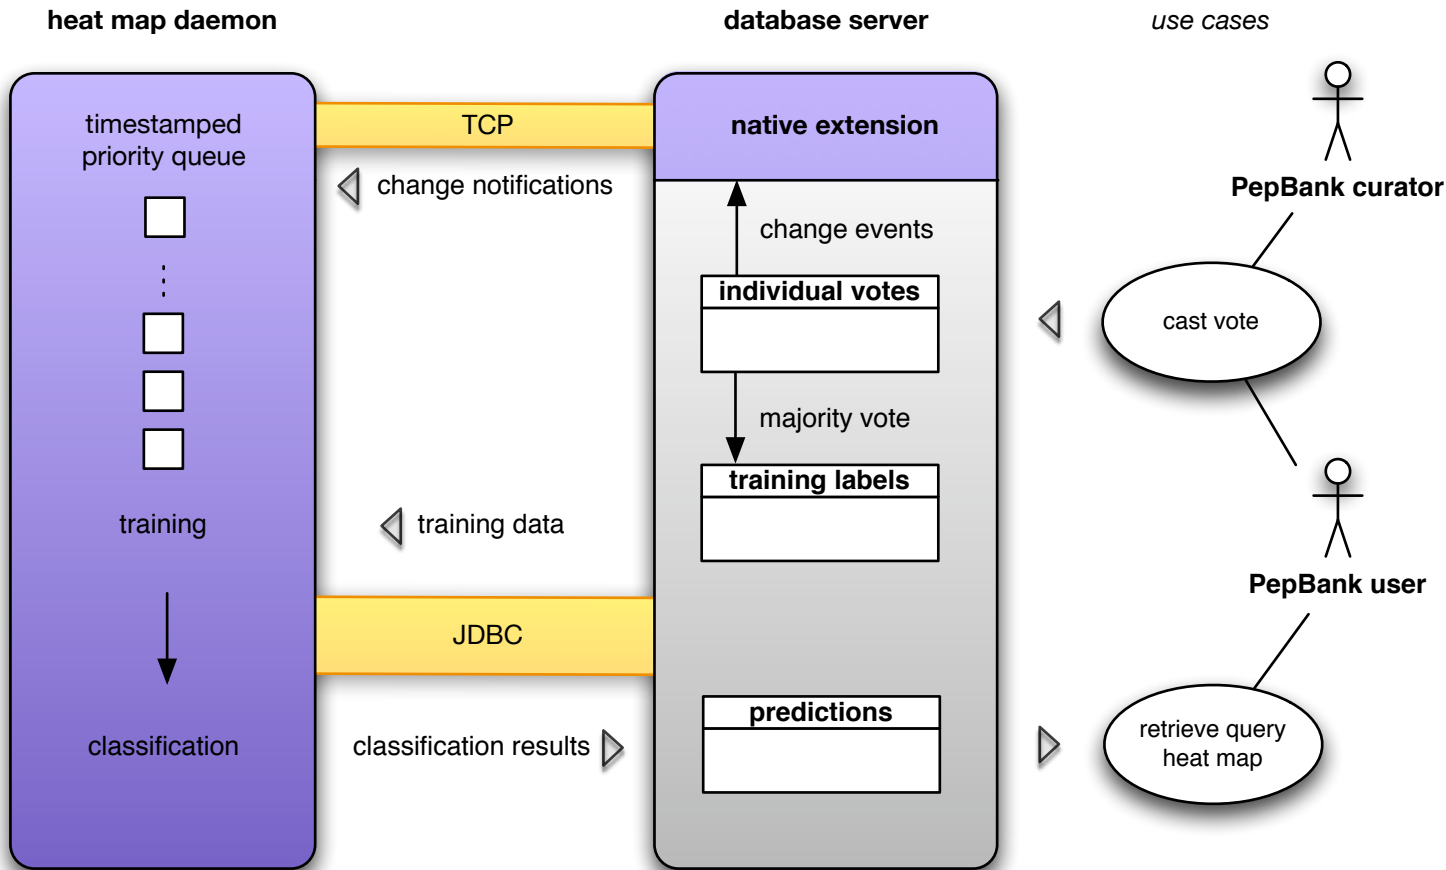 heat map daemon
database server
use cases
timestamped
priority queue
TCP
native extension
change notifications
PepBank curator
change events
individual votes
cast vote
majority vote
training labels
training
training data
PepBank user
JDBC
predictions
classification
classification results
retrieve query
heat map